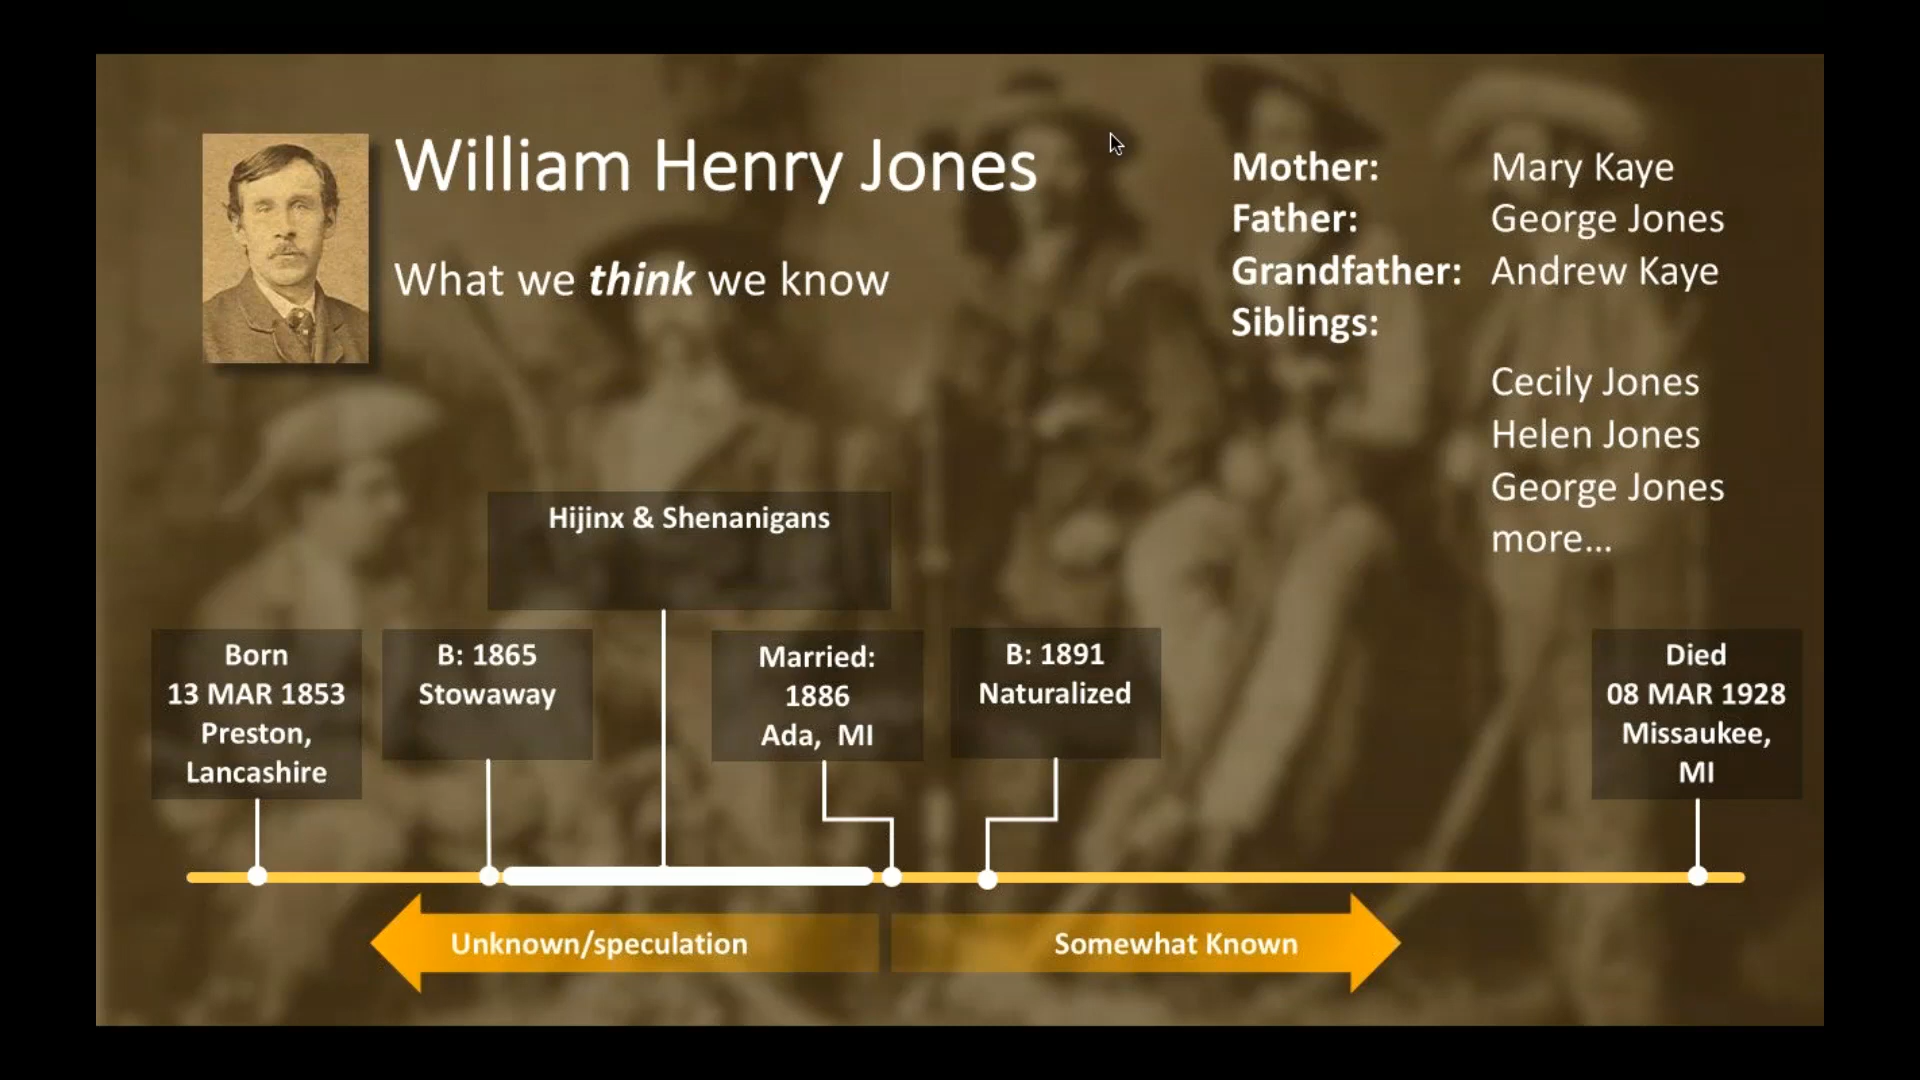 William Henry Jones
What we think we know
Mother: Mary Kaye
Father: George Jones
Grandfather: Andrew Kaye
Siblings:
Cecily Jones
Helen Jones
George Jones
more...
Hijinx & Shenanigans
Born
13 MAR 1853
Preston,
Lancashire
B: 1865
Stowaway
Married:
1886
Ada, MI
B: 1891
Naturalized
Died
08 MAR 1928
Missaukee,
MI
Unknown/speculation
Somewhat Known